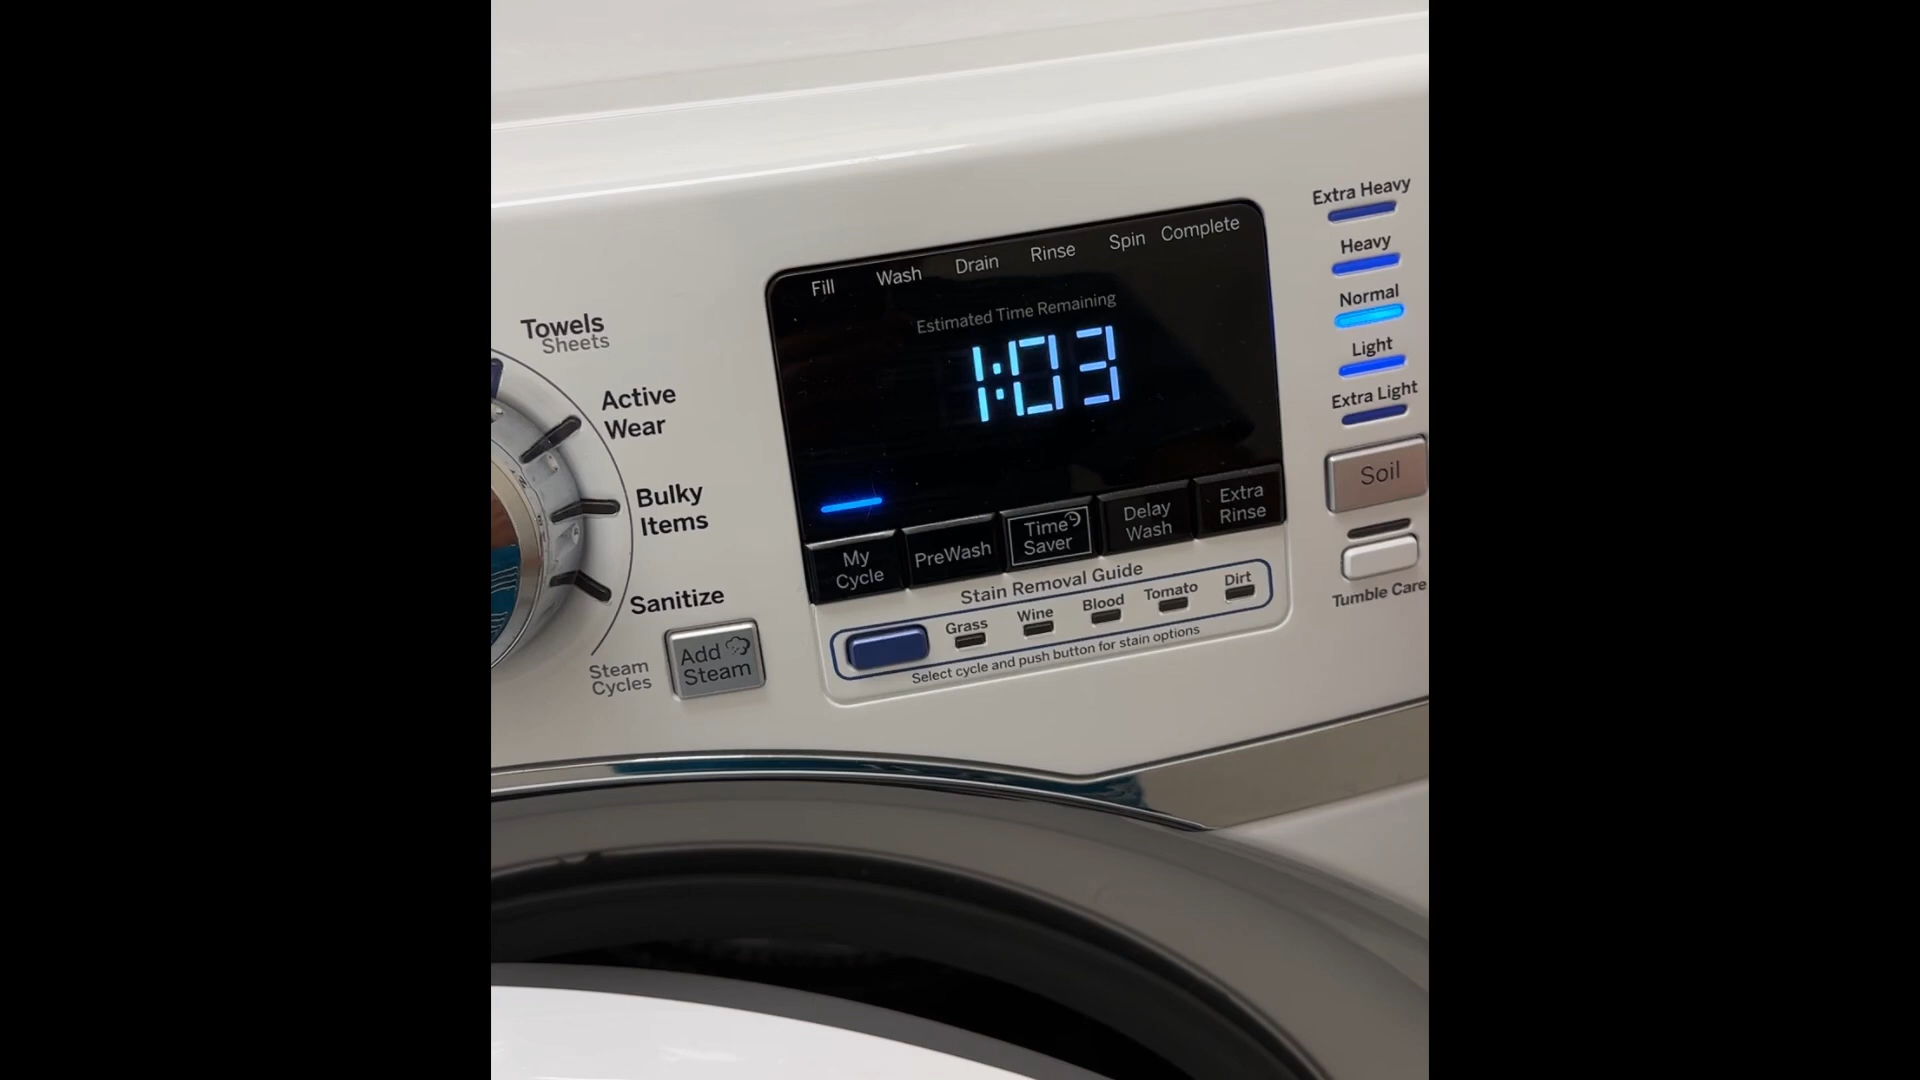 Towels
Sheets
Active
Wear
Bulky
Items
Sanitize
Steam
Cycles
Add
Steam
Fill
Wash
Drain
Rinse
Spin
Complete
Estimated Time Remaining
1:03
My
Cycle
PreWash
Time
Saver
Delay
Wash
Extra
Rinse
Stain Removal Guide
Grass
Wine
Blood
Tomato
Dirt
Select cycle and push button for stain options
Extra Heavy
Heavy
Normal
Light
Extra Light
Soil
Tumble Care